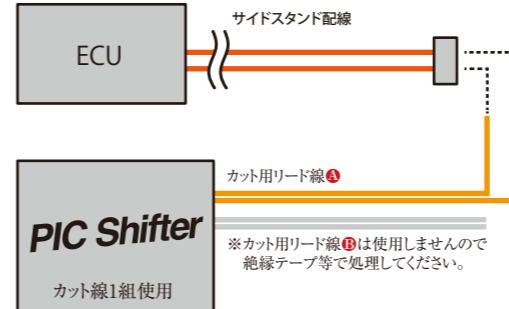 サイドスタンド配線
ECU
カット用リード線A
PIC Shifter
※カット用リード線Bは使用しませんので
絶縁テープ等で処理してください。
カット線1組使用